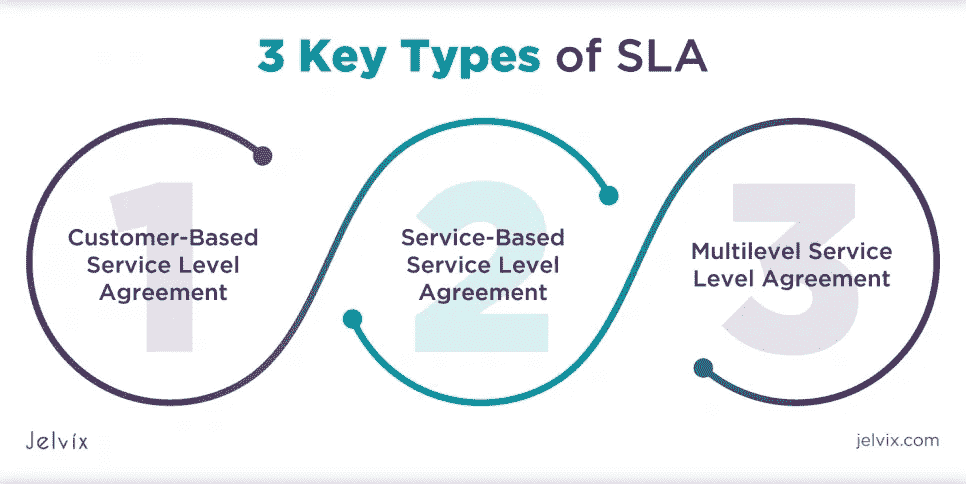 3 Key Types of SLA
1
Customer-Based
Service Level
Agreement
2
Service-Based
Service Level
Agreement
3
Multilevel Service
Level Agreement
Jelvix
jelvix.com